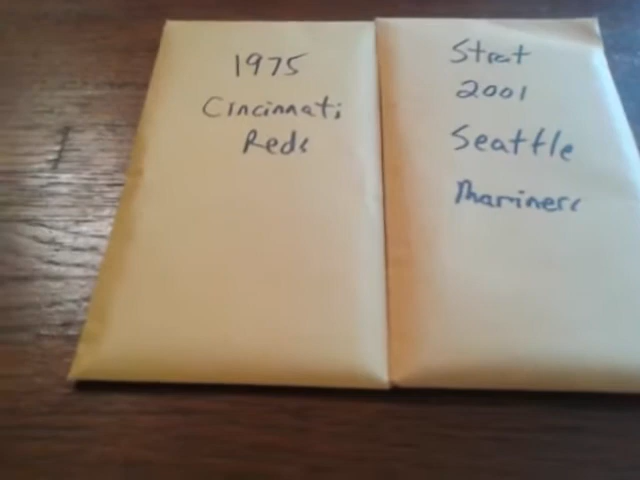 1975
Cincinnati
Reds
Strat
2001
Seattle
Mariners